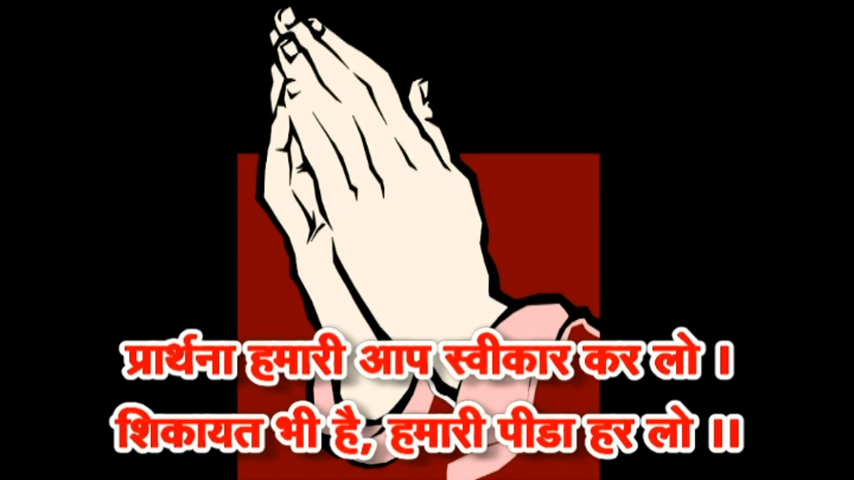 प्रार्थना हमारी आप स्वीकार कर लो ।
शिकायत भी है, हमारी पीडा हर लो ।।